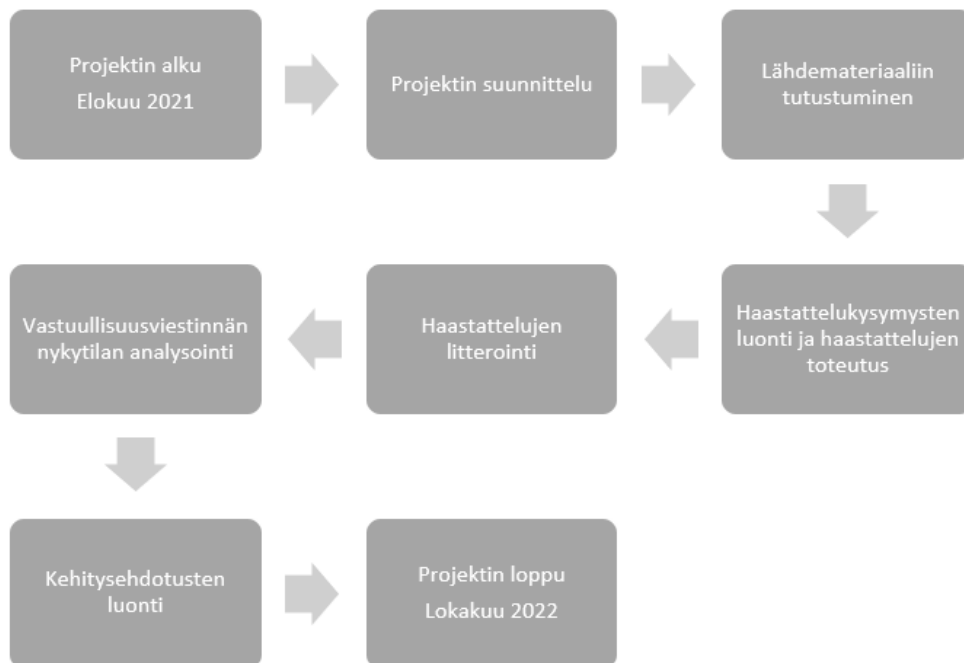 Projektin alku
Elokuu 2021
Projektin suunnittelu
Lähdemateriaaliin
tutustuminen
Haastattelukysymysten
luonti ja haastattelujen
toteutus
Haastattelujen
litterointi
Vastuullisuusviestinnän
nykytilan analysointi
Kehitysehdotusten
luonti
Projektin loppu
Lokakuu 2022